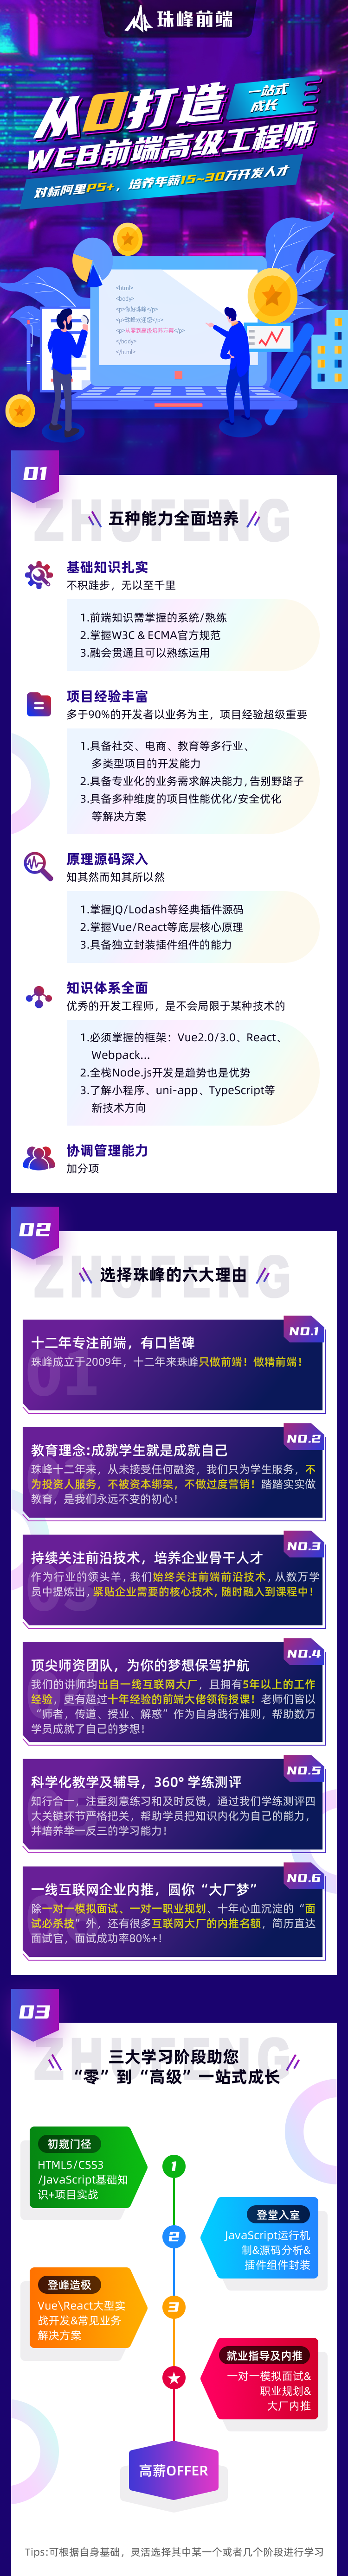 珠峰前端
从0打造
一站式
成长
WEB前端高级工程师
对标阿里P5+，培养年薪15~30万开发人才
<html>
<body>
<p>你好珠峰</p>
<p>珠峰欢迎您</p>
<p>从零到高级培养方案</p>
</body>
</html>
01
ZHUFENG
五种能力全面培养
基础知识扎实
不积跬步，无以至千里
1.前端知识需掌握的系统/熟练
2.掌握W3C & ECMA官方规范
3.融会贯通且可以熟练运用
项目经验丰富
多于90%的开发者以业务为主，项目经验超级重要
1.具备社交、电商、教育等多行业、
多类型项目的开发能力
2.具备专业化的业务需求解决能力，告别野路子
3.具备多种维度的项目性能优化/安全优化
等解决方案
原理源码深入
知其然而知其所以然
1.掌握JQ/Lodash等经典插件源码
2.掌握Vue/React等底层核心原理
3.具备独立封装插件组件的能力
知识体系全面
优秀的开发工程师，是不会局限于某种技术的
1.必须掌握的框架：Vue2.0/3.0、React、
Webpack...
2.全栈Node.js开发是趋势也是优势
3.了解小程序、uni-app、TypeScript等
新技术方向
协调管理能力
加分项
02
ZHUFENG
选择珠峰的六大理由
NO.1
十二年专注前端，有口皆碑
珠峰成立于2009年，十二年来珠峰只做前端！做精前端！
01
NO.2
教育理念:成就学生就是成就自己
珠峰十二年来，从未接受任何融资，我们只为学生服务，不
为投资人服务，不被资本绑架，不做过度营销！踏踏实实做
教育，是我们永远不变的初心！
NO.3
持续关注前沿技术，培养企业骨干人才
作为行业的领头羊，我们始终关注前端前沿技术，从数万学
员中提炼出，紧贴企业需要的核心技术，随时融入到课程中！
NO.4
顶尖师资团队，为你的梦想保驾护航
我们的讲师均出自一线互联网大厂，且拥有5年以上的工作
经验，更有超过十年经验的前端大佬领衔授课！老师们皆以
“师者，传道、授业、解惑”作为自身践行准则，帮助数万
学员成就了自己的梦想！
NO.5
科学化教学及辅导，360° 学练测评
知行合一，注重刻意练习和及时反馈，通过我们学练测评四
大关键环节严格把关，帮助学员把知识内化为自己的能力，
并培养举一反三的学习能力！
NO.6
一线互联网企业内推，圆你“大厂梦”
除一对一模拟面试、一对一职业规划、十年心血沉淀的“面
试必杀技”外，还有很多互联网大厂的内推名额，简历直达
面试官，面试成功率80%+！
03
ZHUFENG
三大学习阶段助您
“零”到“高级”一站式成长
初窥门径
HTML5/CSS3
/JavaScript基础知
识+项目实战
1
登堂入室
JavaScript运行机
制&源码分析&
插件组件封装
2
登峰造极
Vue\React大型实
战开发&常见业务
解决方案
3
就业指导及内推
一对一模拟面试&
职业规划&
大厂内推
高薪OFFER
Tips:可根据自身基础，灵活选择其中某一个或者几个阶段进行学习